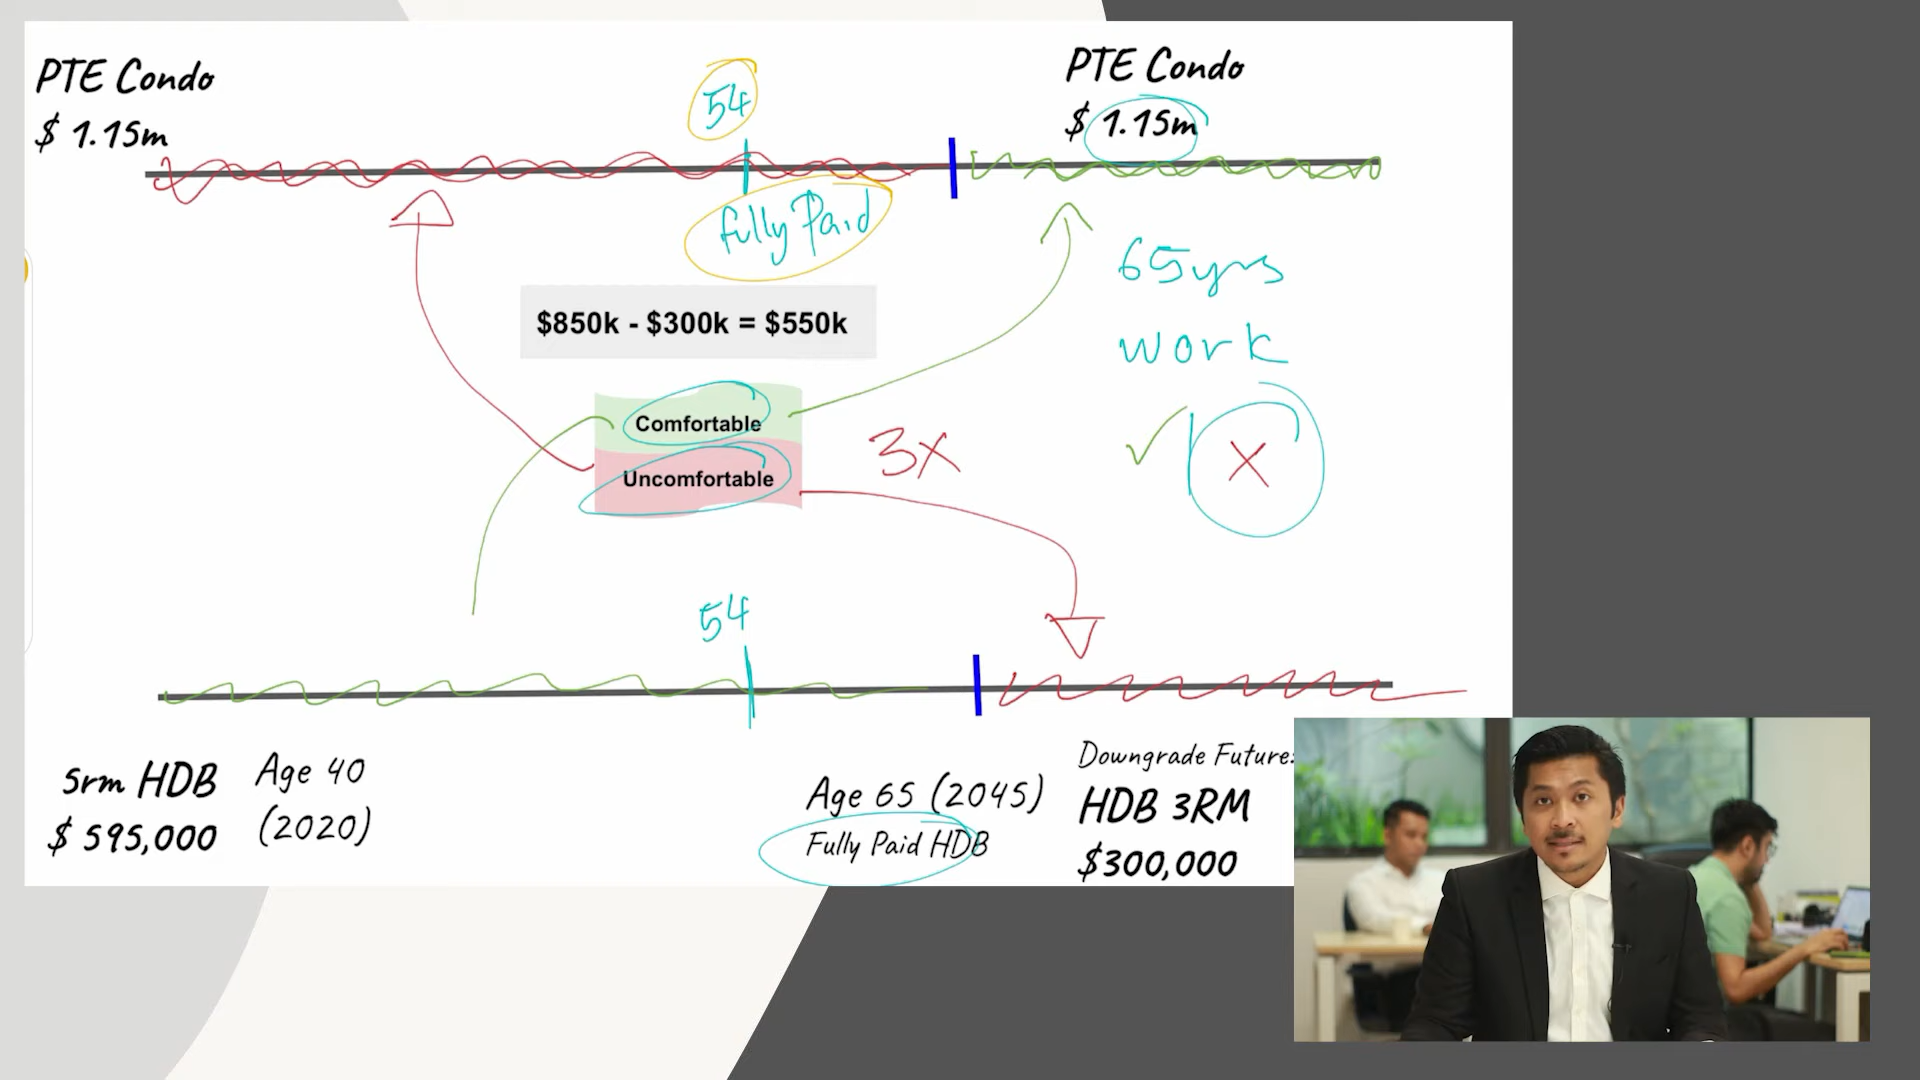 PTE Condo
$ 1.15m
54
fully Paid
PTE Condo
$ 1.15m
65yrs
work
$850k - $300k = $550k
Comfortable
Uncomfortable
3X
✓
X
54
5rm HDB
$ 595,000
Age 40
(2020)
Age 65 (2045)
Fully Paid HDB
Downgrade Future:
HDB 3RM
$300,000